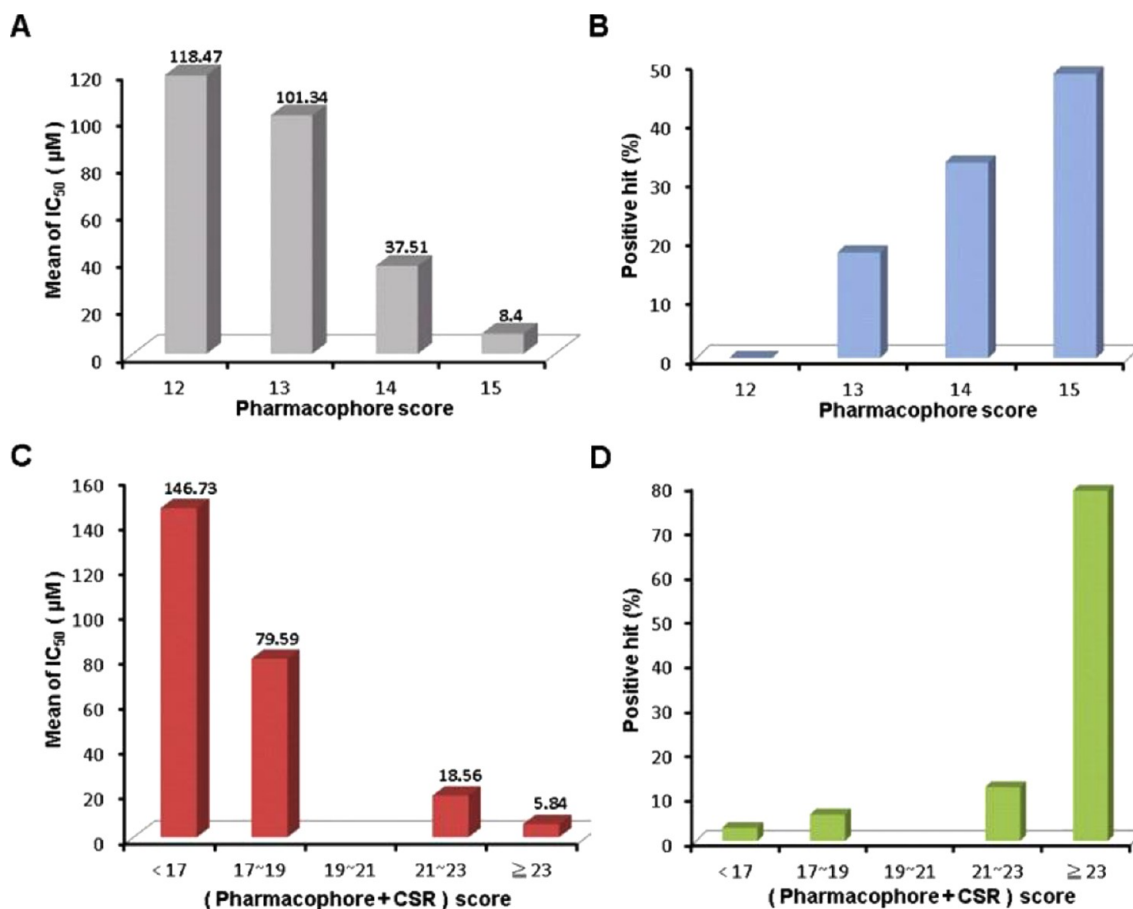 A
Mean of IC50 ( µM )
120
100
80
60
40
20
0
118.47
101.34
37.51
8.4
12 13 14 15
Pharmacophore score
B
Positive hit (%)
50
40
30
20
10
0
12 13 14 15
Pharmacophore score
C
Mean of IC50 ( µM )
160
140
120
100
80
60
40
20
0
146.73
79.59
18.56
5.84
< 17 17~19 19~21 21~23 ≧ 23
( Pharmacophore + CSR ) score
D
Positive hit (%)
80
70
60
50
40
30
20
10
0
< 17 17~19 19~21 21~23 ≧ 23
( Pharmacophore + CSR ) score